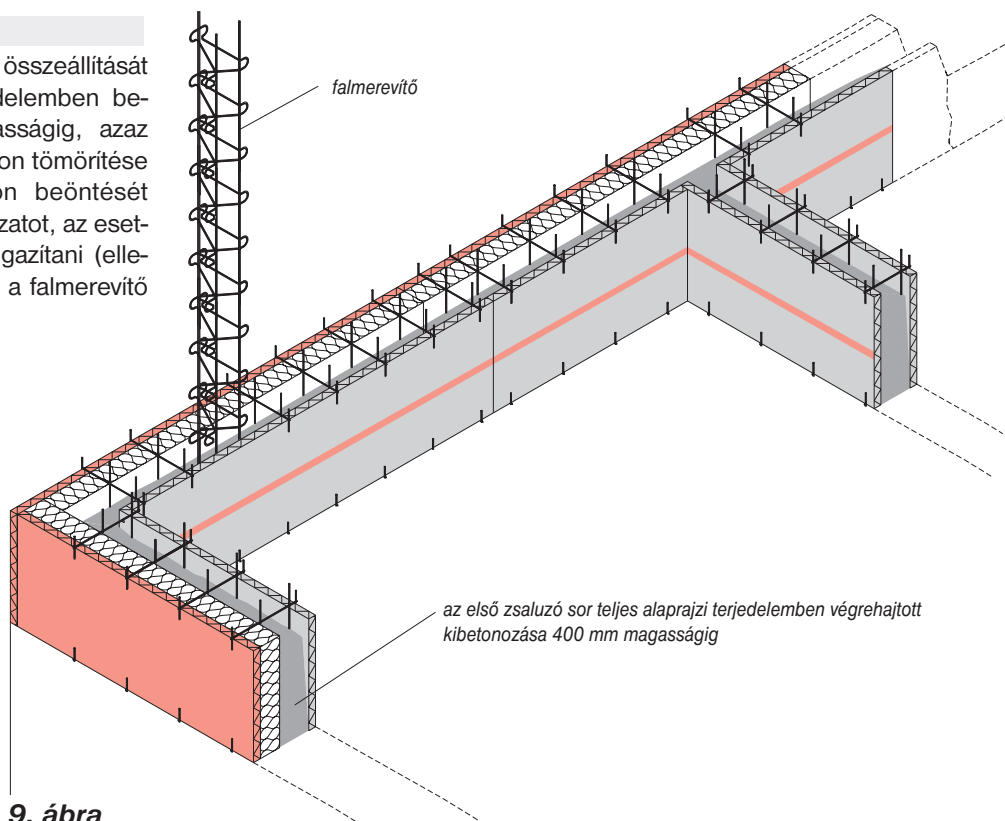 összeállítását
delemben be-
asságig, azaz
on tömörítése
on beöntését
zatot, az eset-
gazítani (elle-
a falmerevítő
falmerevítő
az első zsaluzó sor teljes alaprajzi terjedelemben végrehajtott
kibetonozása 400 mm magasságig
9. ábra